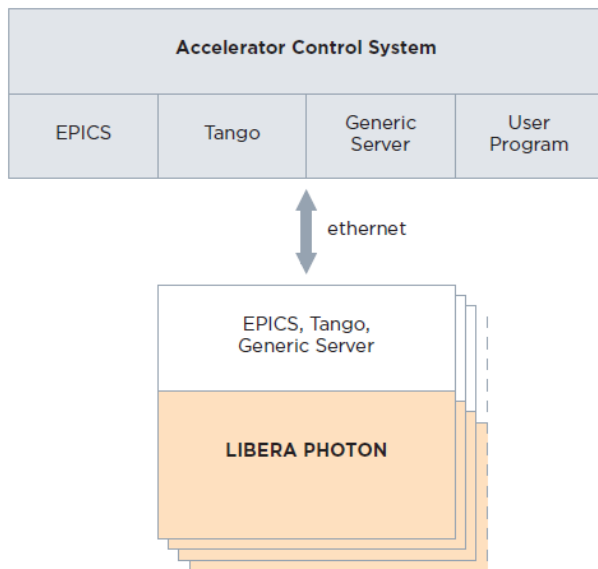 Accelerator Control System
EPICS
Tango
Generic
Server
User
Program
ethernet
EPICS, Tango,
Generic Server
LIBERA PHOTON